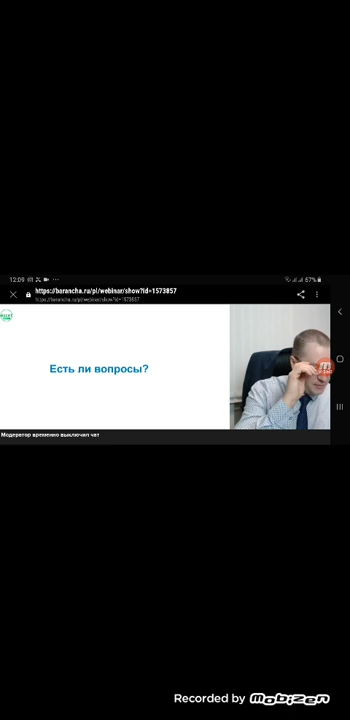 12:09
67%
https://barancha.ru/pl/webinar/show?id=1573857
https://barancha.ru/pl/webinar/show?id=1573857
Есть ли вопросы?
Модератор временно выключил чат
Recorded by Mobizen